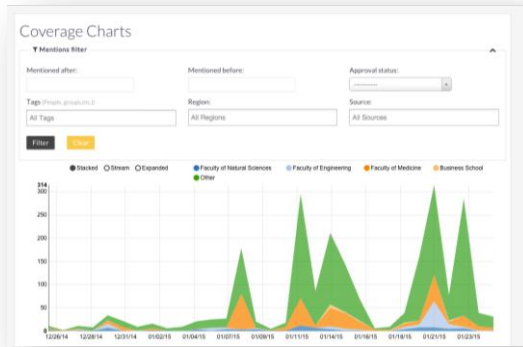 Coverage Charts
Mentions filter
Mentioned after: Mentioned before: Approval status:
---------
Tags (People, groups etc.): Region: Source:
All Tags All Regions All Sources
Filter Clear
Stacked Stream Expanded Faculty of Natural Sciences Faculty of Engineering Faculty of Medicine Business School
Other
314
300
250
200
150
100
50
0
12/26/14 12/28/14 12/31/14 01/02/15 01/04/15 01/07/15 01/09/15 01/11/15 01/14/15 01/16/15 01/18/15 01/21/15 01/23/15